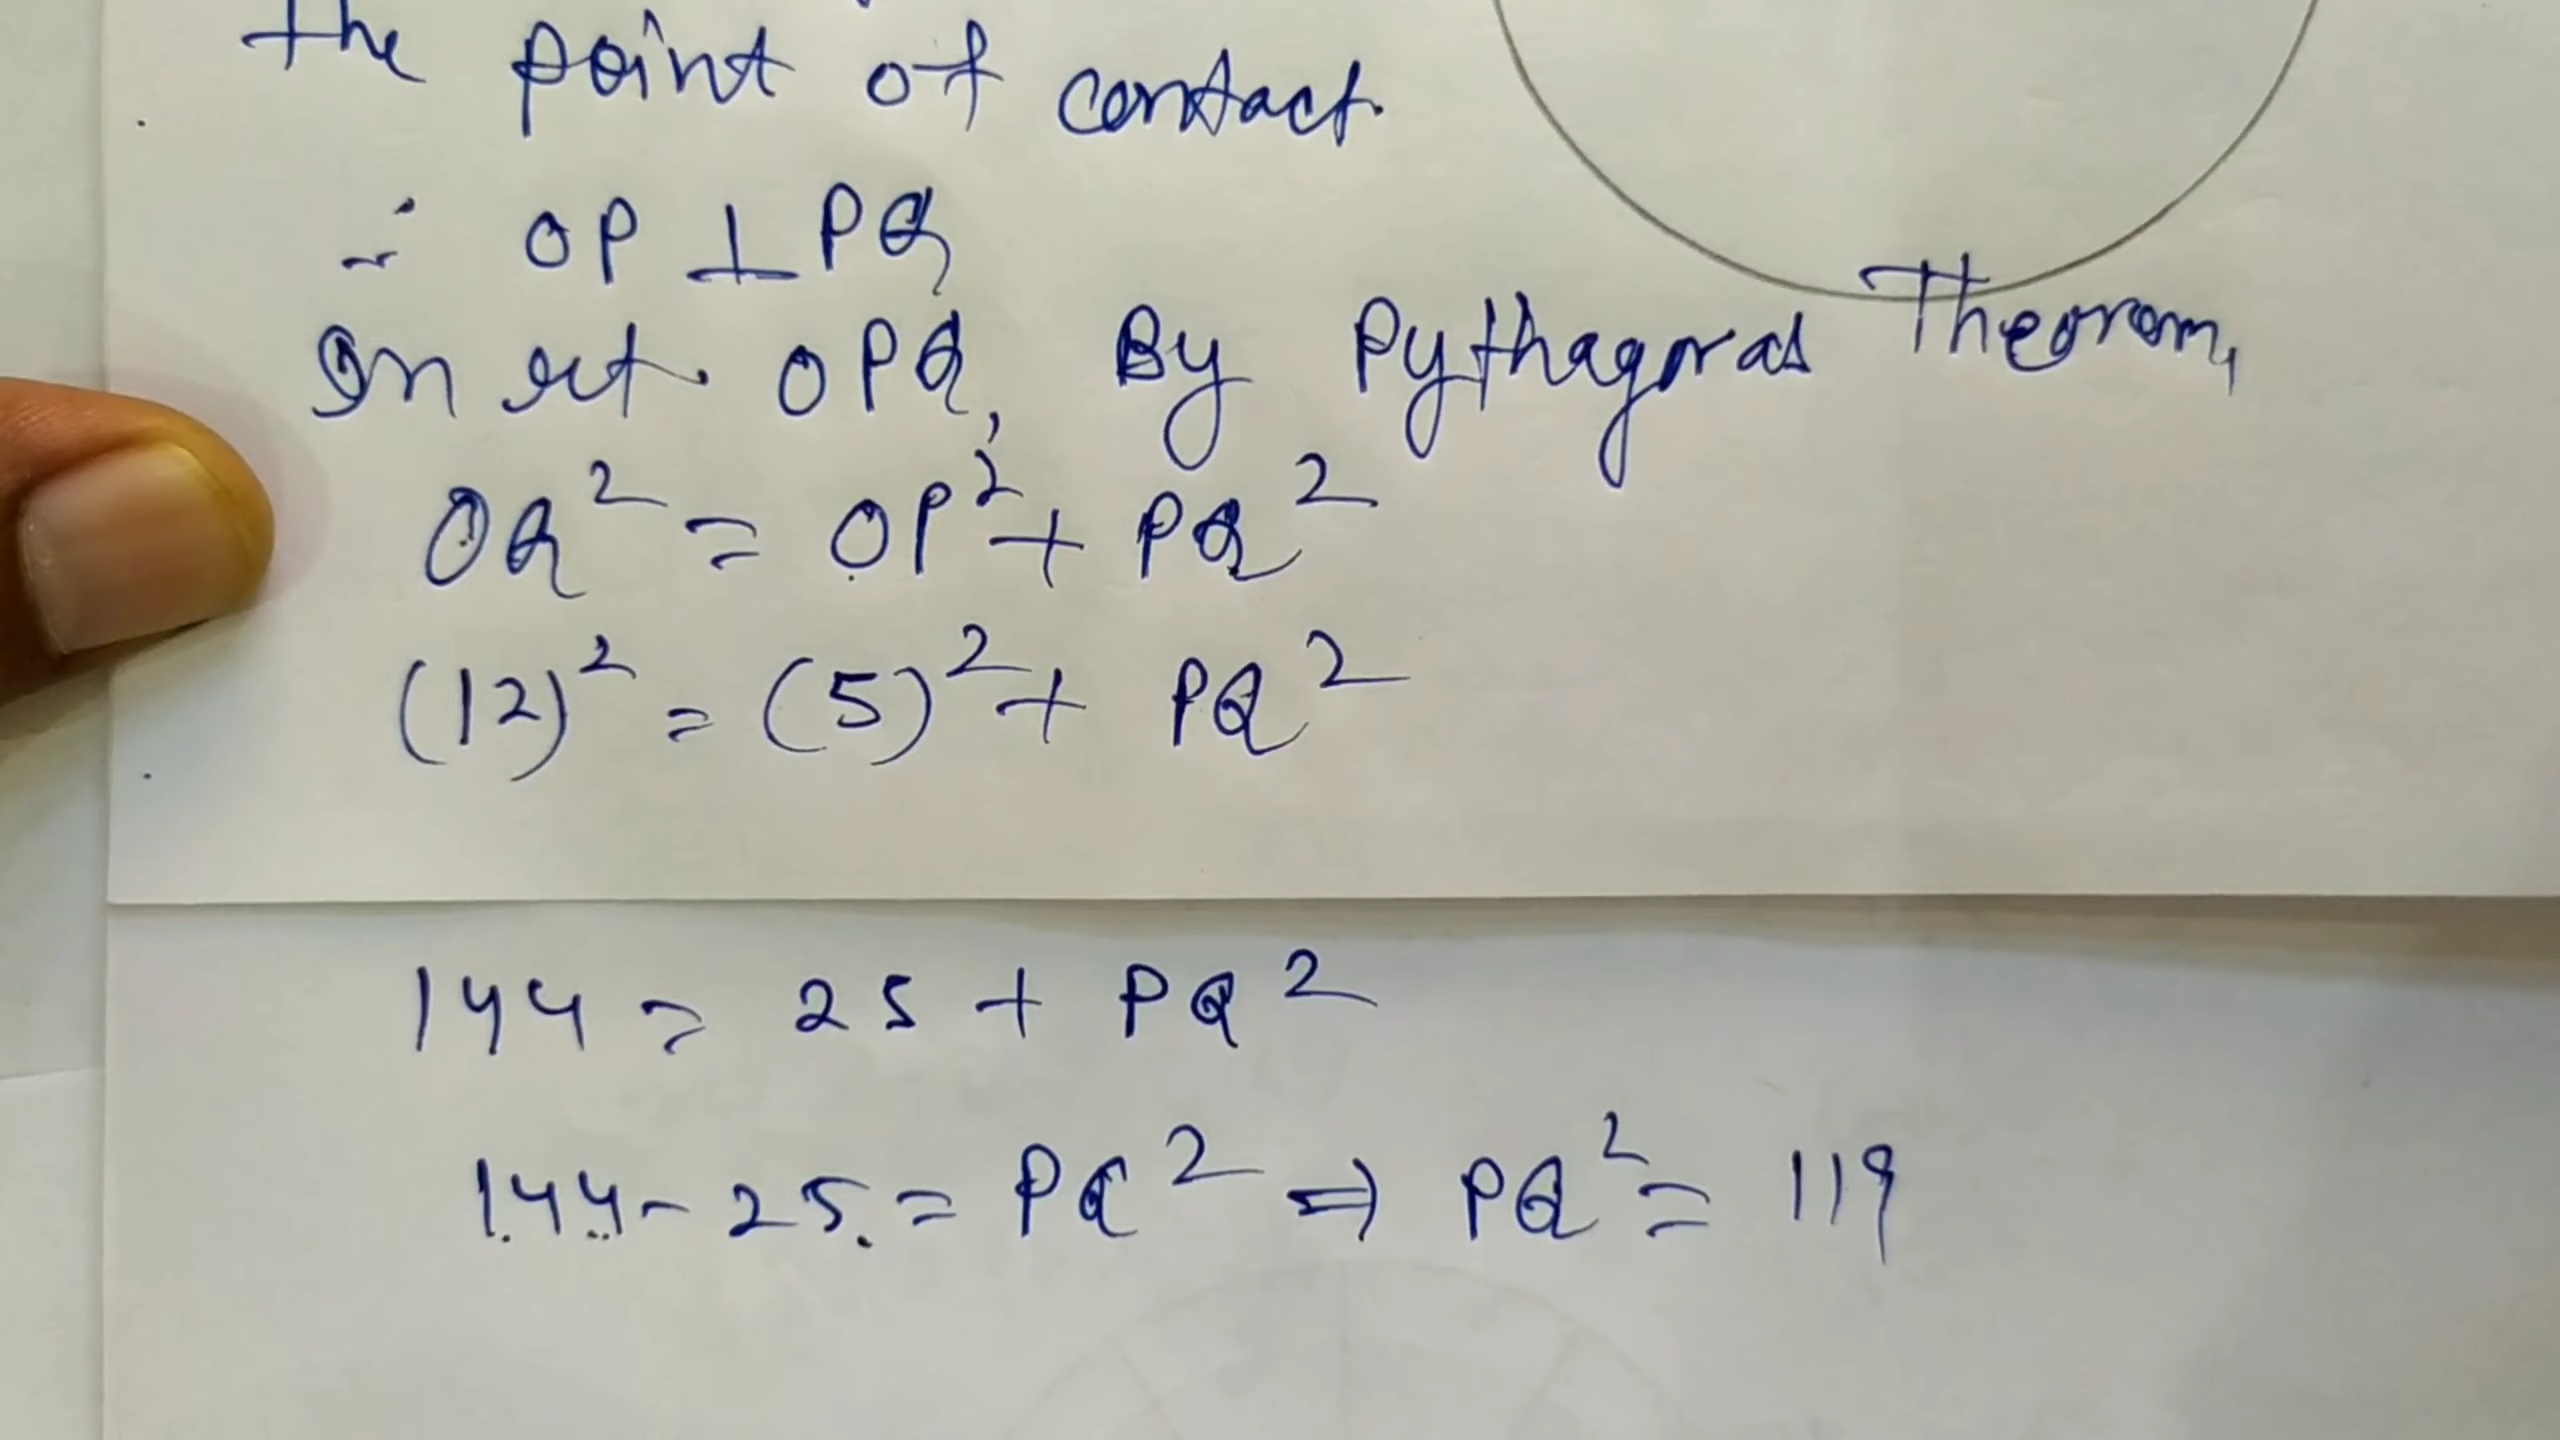 the point of contact.
∴ OP ⊥ PQ
In rt. OPQ, By Pythagoras Theorem,
OQ² = OP² + PQ²
(12)² = (5)² + PQ²
144 = 25 + PQ²
144 - 25 = PQ² ⇒ PQ² = 119